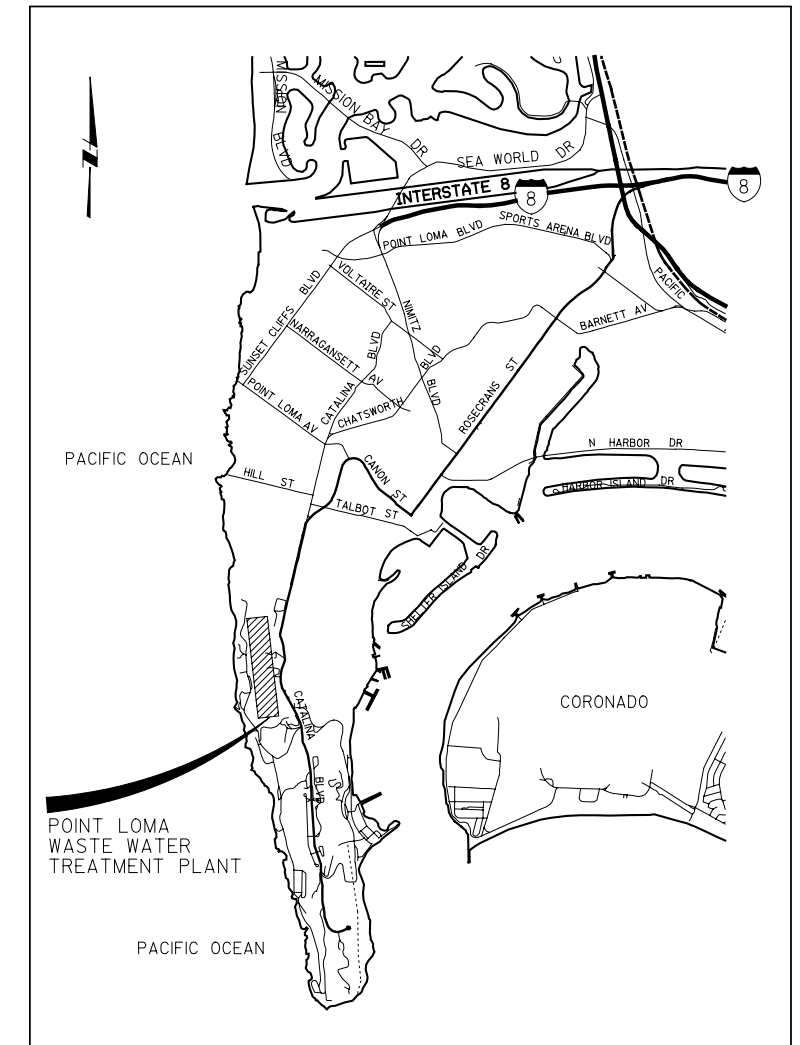 MISSION BLVD
MISSION BAY DR
SEA WORLD DR
INTERSTATE 8
8
8
N
POINT LOMA BLVD
SPORTS ARENA BLVD
PACIFIC
VOLTAIRE ST
SUNSET CLIFFS BLVD
NIMITZ BLVD
BARNETT AV
NARRAGANSETT AV
CATALINA BLVD
CHATSWORTH BLVD
ROSECRANS ST
POINT LOMA AV
N HARBOR DR
PACIFIC OCEAN
CANON ST
HILL ST
HARBOR ISLAND DR
TALBOT ST
SHELTER ISLAND DR
CORONADO
CATALINA BLVD
POINT LOMA
WASTE WATER
TREATMENT PLANT
PACIFIC OCEAN